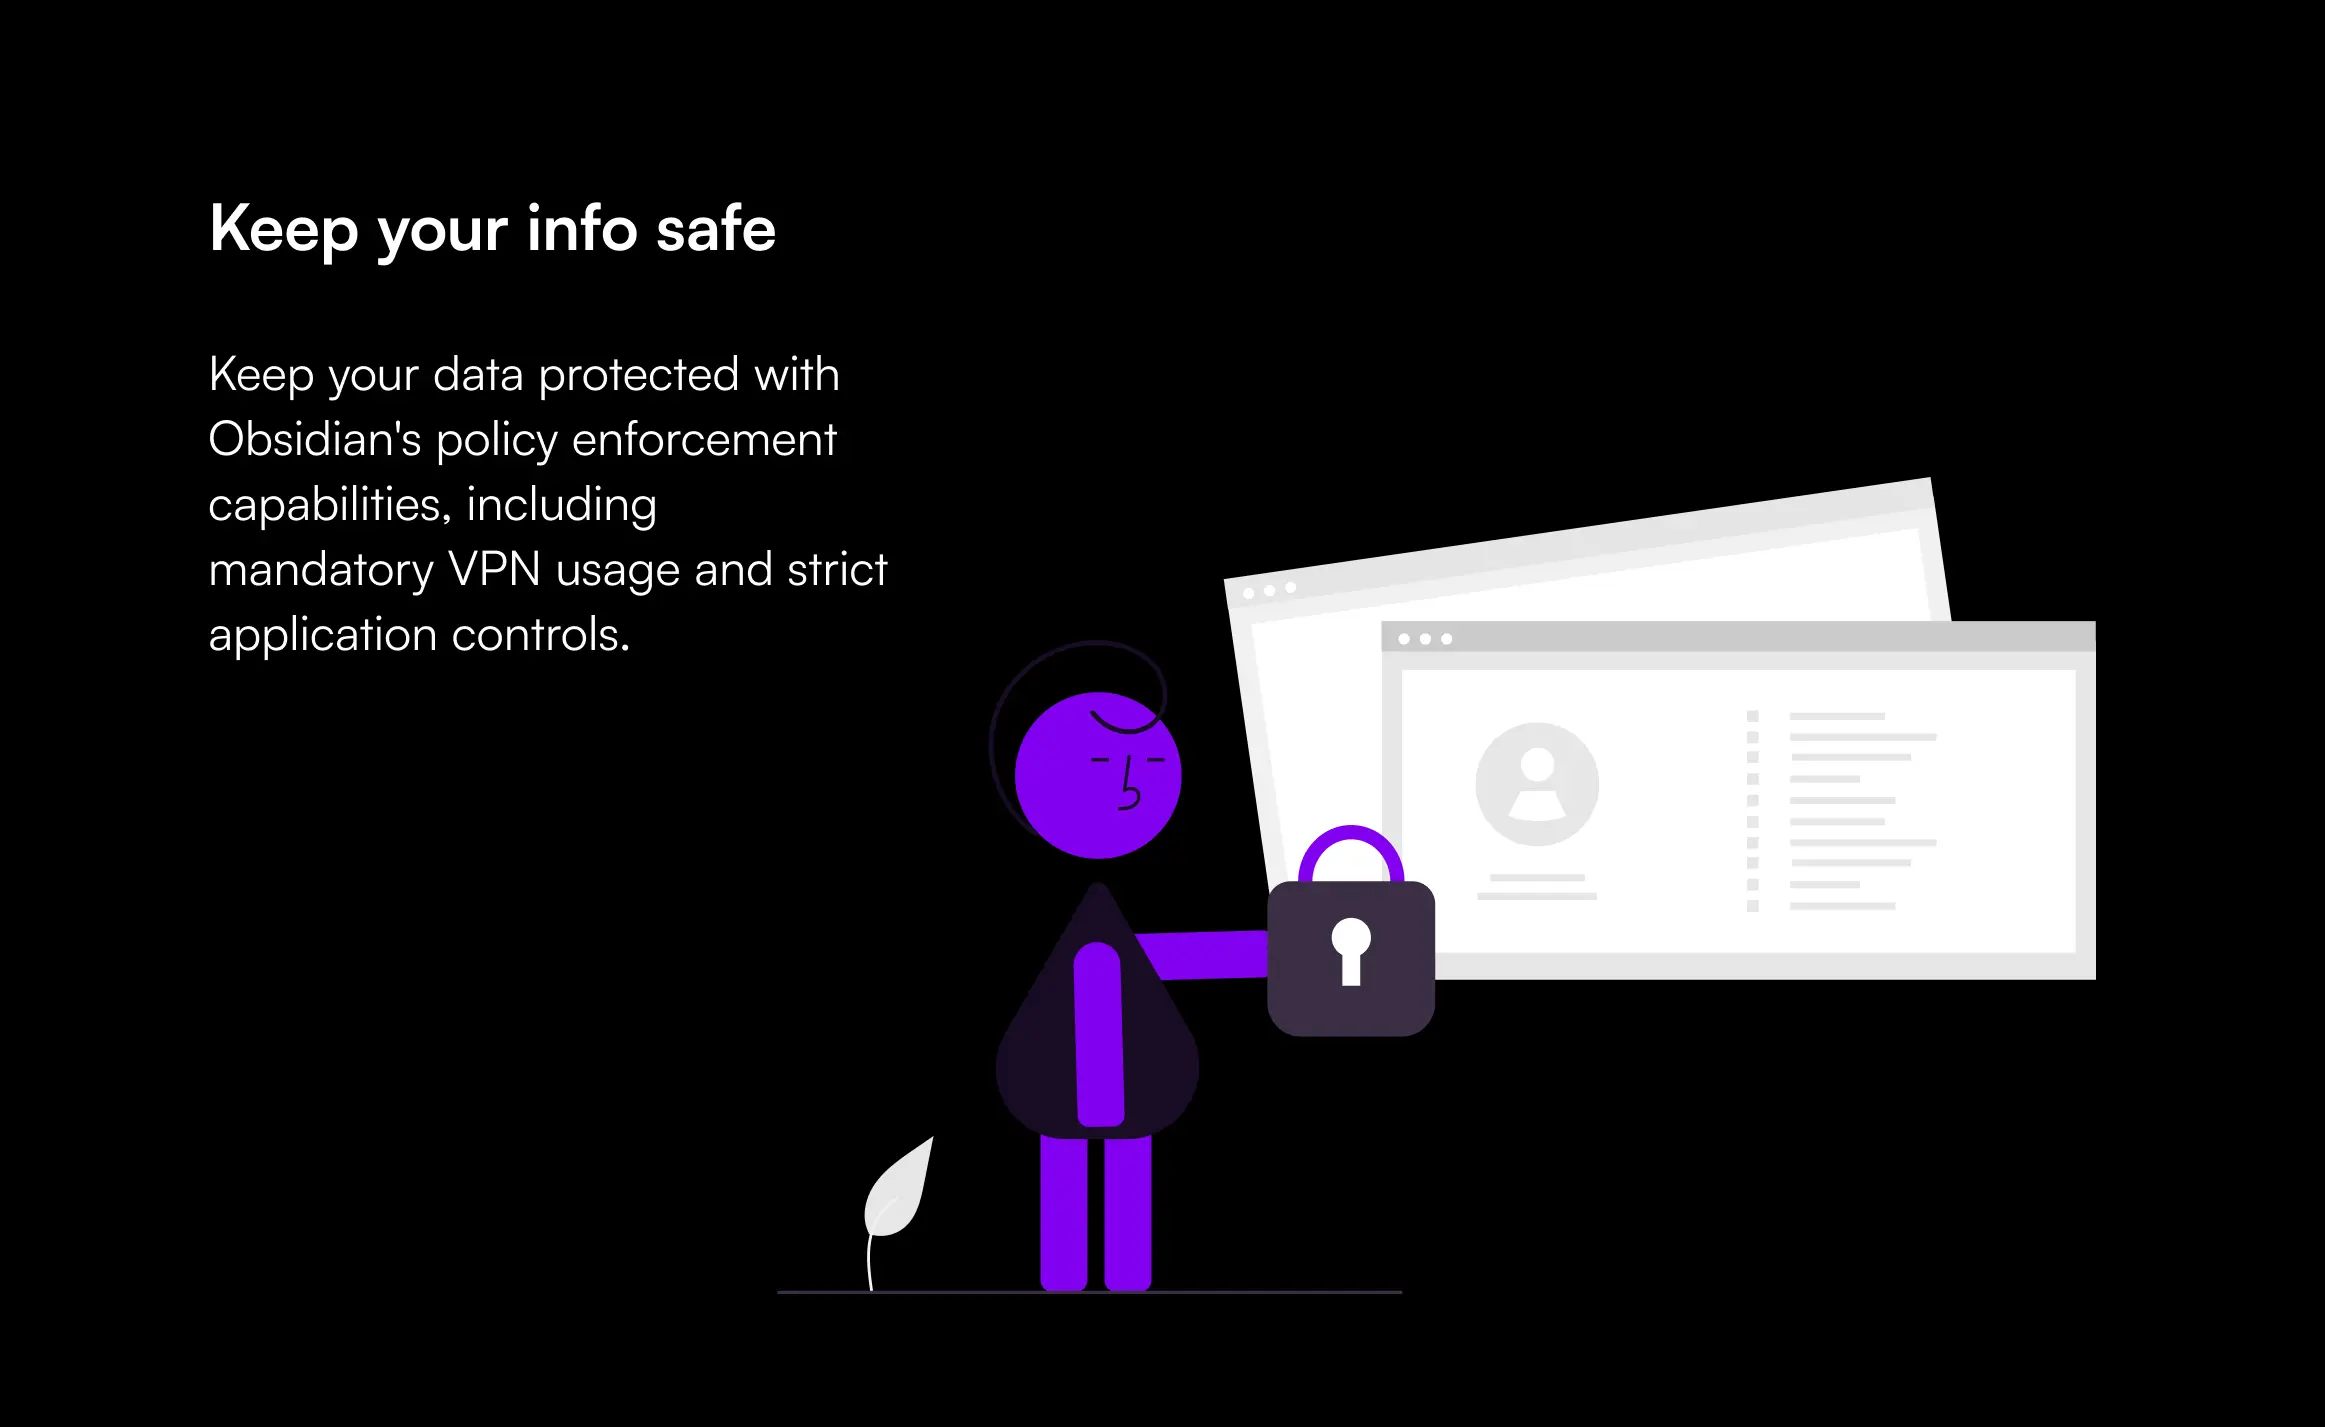 Keep your info safe
Keep your data protected with
Obsidian's policy enforcement
capabilities, including
mandatory VPN usage and strict
application controls.